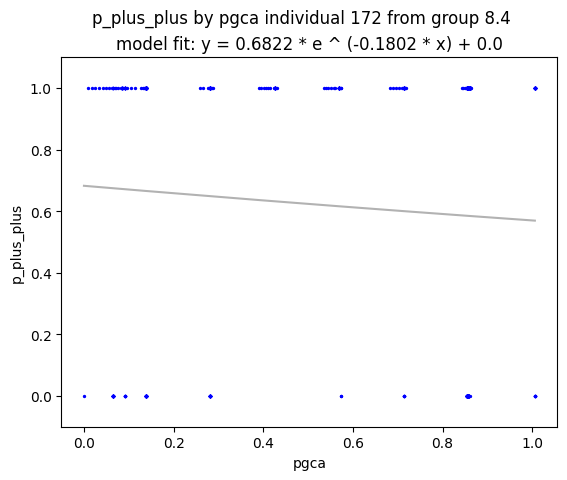 p_plus_plus by pgca individual 172 from group 8.4
model fit: y = 0.6822 * e ^ (-0.1802 * x) + 0.0
1.0
0.8
0.6
0.4
0.2
0.0
p_plus_plus
0.0 0.2 0.4 0.6 0.8 1.0
pgca